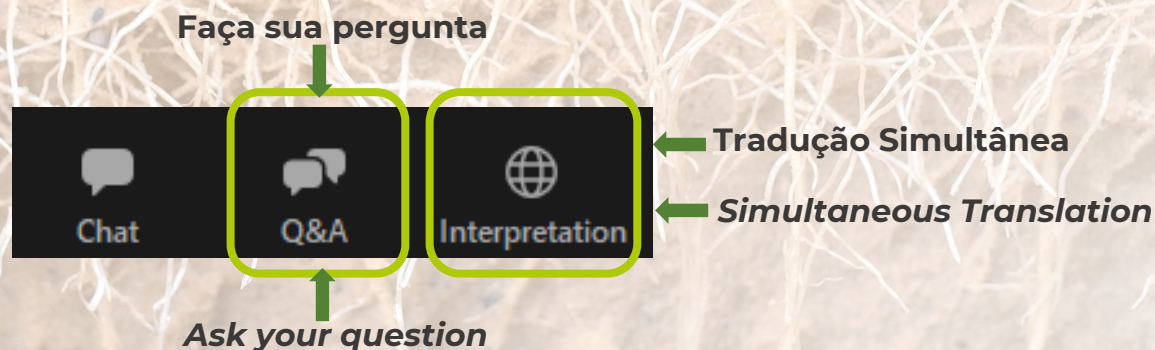 Faça sua pergunta
Chat
Q&A
Interpretation
Tradução Simultânea
Simultaneous Translation
Ask your question